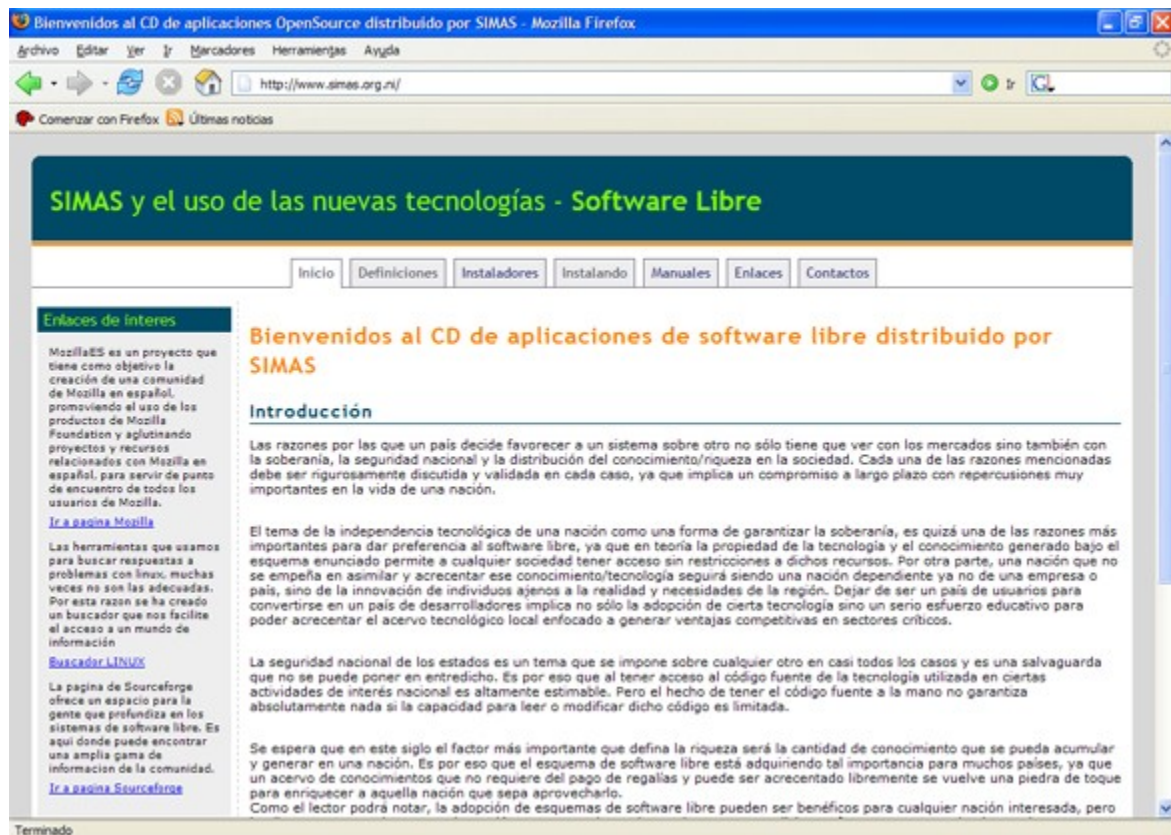 Bienvenidos al CD de aplicaciones OpenSource distribuido por SIMAS - Mozilla Firefox
Archivo Editar Ver Ir Marcadores Herramientas Ayuda
http://www.simas.org.ni/ Ir
Comenzar con Firefox Últimas noticias
SIMAS y el uso de las nuevas tecnologías - Software Libre
Inicio Definiciones Instaladores Instalando Manuales Enlaces Contactos
Enlaces de interes
MozillaES es un proyecto que
tiene como objetivo la
creación de una comunidad
de Mozilla en español,
promoviendo el uso de los
productos de Mozilla
Foundation y aglutinando
proyectos y recursos
relacionados con Mozilla en
español, para servir de punto
de encuentro de todos los
usuarios de Mozilla.
Ir a pagina Mozilla
Las herramientas que usamos
para buscar respuestas a
problemas con linux, muchas
veces no son las adecuadas.
Por esta razon se ha creado
un buscador que nos facilite
el acceso a un mundo de
información
Buscador LINUX
La pagina de Sourceforge
ofrece un espacio para la
gente que profundiza en los
sistemas de software libre. Es
aqui donde puede encontrar
una amplia gama de
informacion de la comunidad.
Ir a pagina Sourceforge
Bienvenidos al CD de aplicaciones de software libre distribuido por
SIMAS
Introducción
Las razones por las que un país decide favorecer a un sistema sobre otro no sólo tiene que ver con los mercados sino también con
la soberanía, la seguridad nacional y la distribución del conocimiento/riqueza en la sociedad. Cada una de las razones mencionadas
debe ser rigurosamente discutida y validada en cada caso, ya que implica un compromiso a largo plazo con repercusiones muy
importantes en la vida de una nación.
El tema de la independencia tecnológica de una nación como una forma de garantizar la soberanía, es quizá una de las razones más
importantes para dar preferencia al software libre, ya que en teoría la propiedad de la tecnología y el conocimiento generado bajo el
esquema enunciado permite a cualquier sociedad tener acceso sin restricciones a dichos recursos. Por otra parte, una nación que no
se empeña en asimilar y acrecentar ese conocimiento/tecnología seguirá siendo una nación dependiente ya no de una empresa o
país, sino de la innovación de individuos ajenos a la realidad y necesidades de la región. Dejar de ser un país de usuarios para
convertirse en un país de desarrolladores implica no sólo la adopción de cierta tecnología sino un serio esfuerzo educativo para
poder acrecentar el acervo tecnológico local enfocado a generar ventajas competitivas en sectores críticos.
La seguridad nacional de los estados es un tema que se impone sobre cualquier otro en casi todos los casos y es una salvaguarda
que no se puede poner en entredicho. Es por eso que al tener acceso al código fuente de la tecnología utilizada en ciertas
actividades de interés nacional es altamente estimable. Pero el hecho de tener el código fuente a la mano no garantiza
absolutamente nada si la capacidad para leer o modificar dicho código es limitada.
Se espera que en este siglo el factor más importante que defina la riqueza será la cantidad de conocimiento que se pueda acumular
y generar en una nación. Es por eso que el esquema de software libre está adquiriendo tal importancia para muchos países, ya que
un acervo de conocimientos que no requiere del pago de regalías y puede ser acrecentado libremente se vuelve una piedra de toque
para enriquecer a aquella nación que sepa aprovecharlo.
Como el lector podrá notar, la adopción de esquemas de software libre pueden ser benéficos para cualquier nación interesada, pero
Terminado